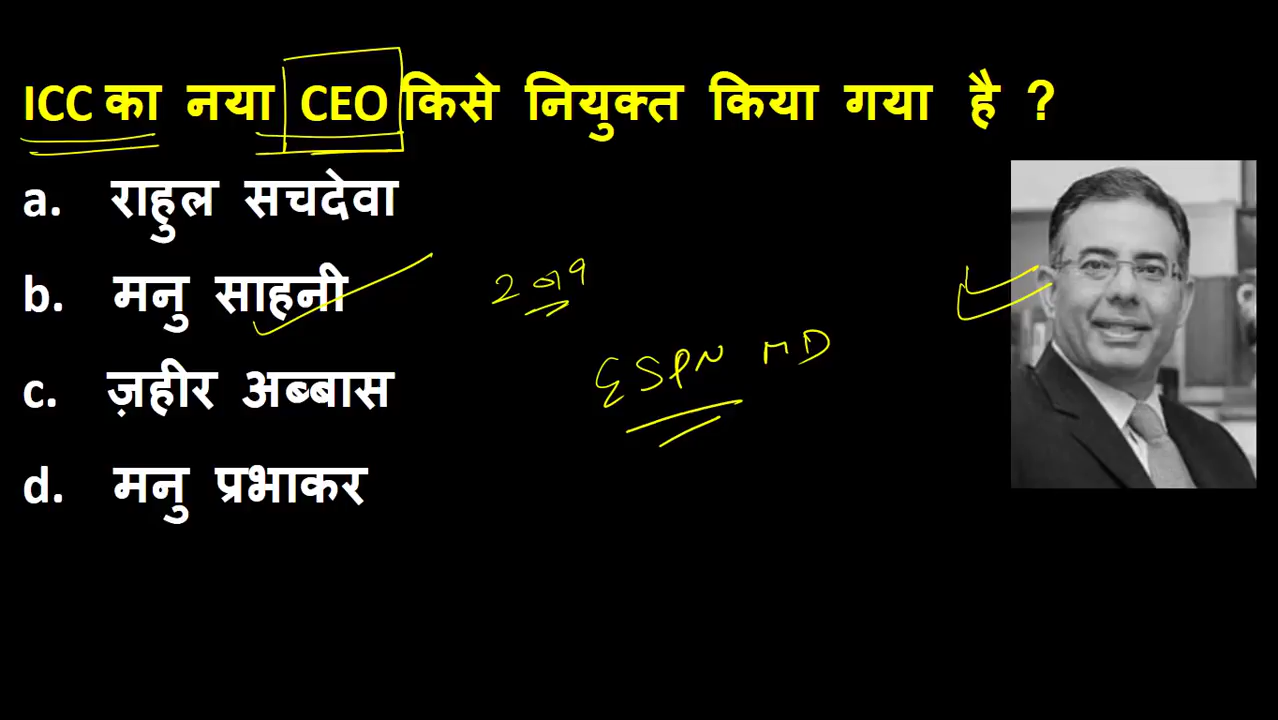 ICC का नया CEO किसे नियुक्त किया गया है ?
a. राहुल सचदेवा
b. मनु साहनी
2019
ESPN MD
c. ज़हीर अब्बास
d. मनु प्रभाकर